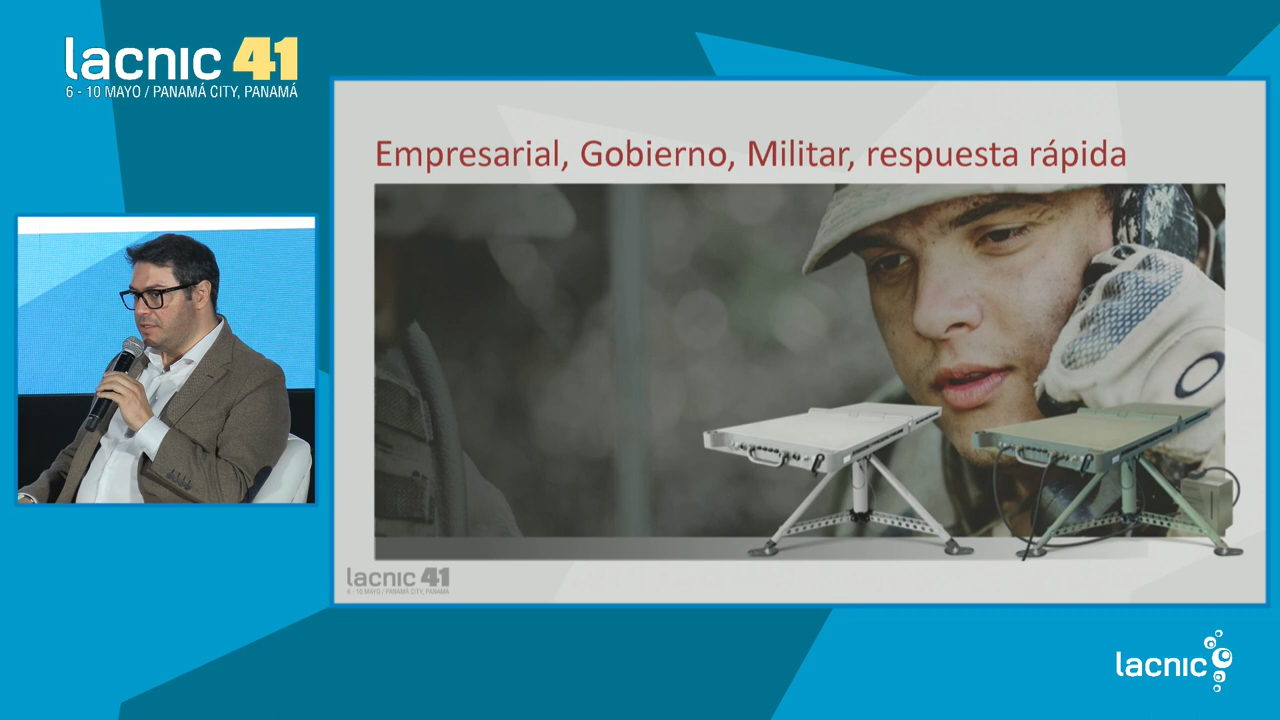 lacnic 41
6 - 10 MAYO / PANAMÁ CITY, PANAMÁ
Empresarial, Gobierno, Militar, respuesta rápida
lacnic 41
6 - 10 MAYO / PANAMÁ CITY, PANAMÁ
lacnic